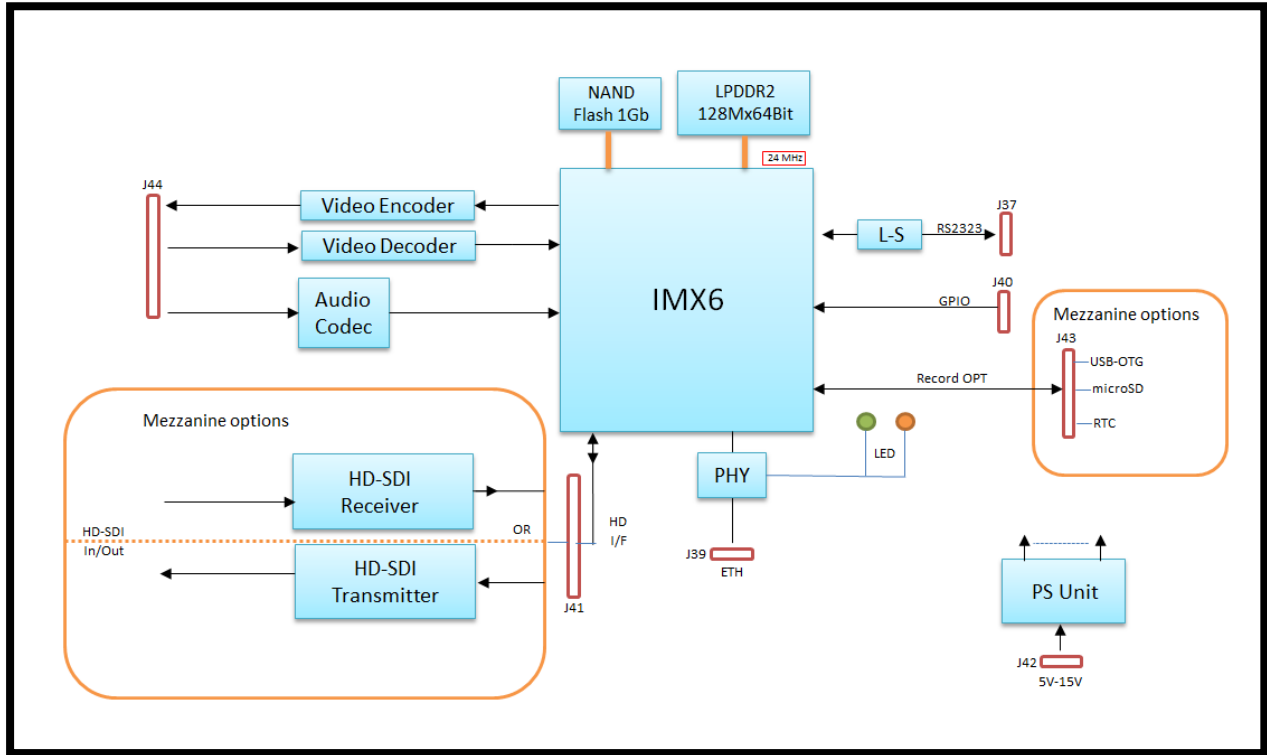 NAND
Flash 1Gb
LPDDR2
128Mx64Bit
24 MHz
J44
Video Encoder
Video Decoder
Audio
Codec
IMX6
L-S
RS2323
J37
GPIO
J40
Mezzanine options
J43
USB-OTG
microSD
RTC
Record OPT
LED
PHY
J39
ETH
Mezzanine options
HD-SDI
Receiver
HD-SDI
In/Out
OR
HD
I/F
HD-SDI
Transmitter
J41
PS Unit
J42
5V-15V